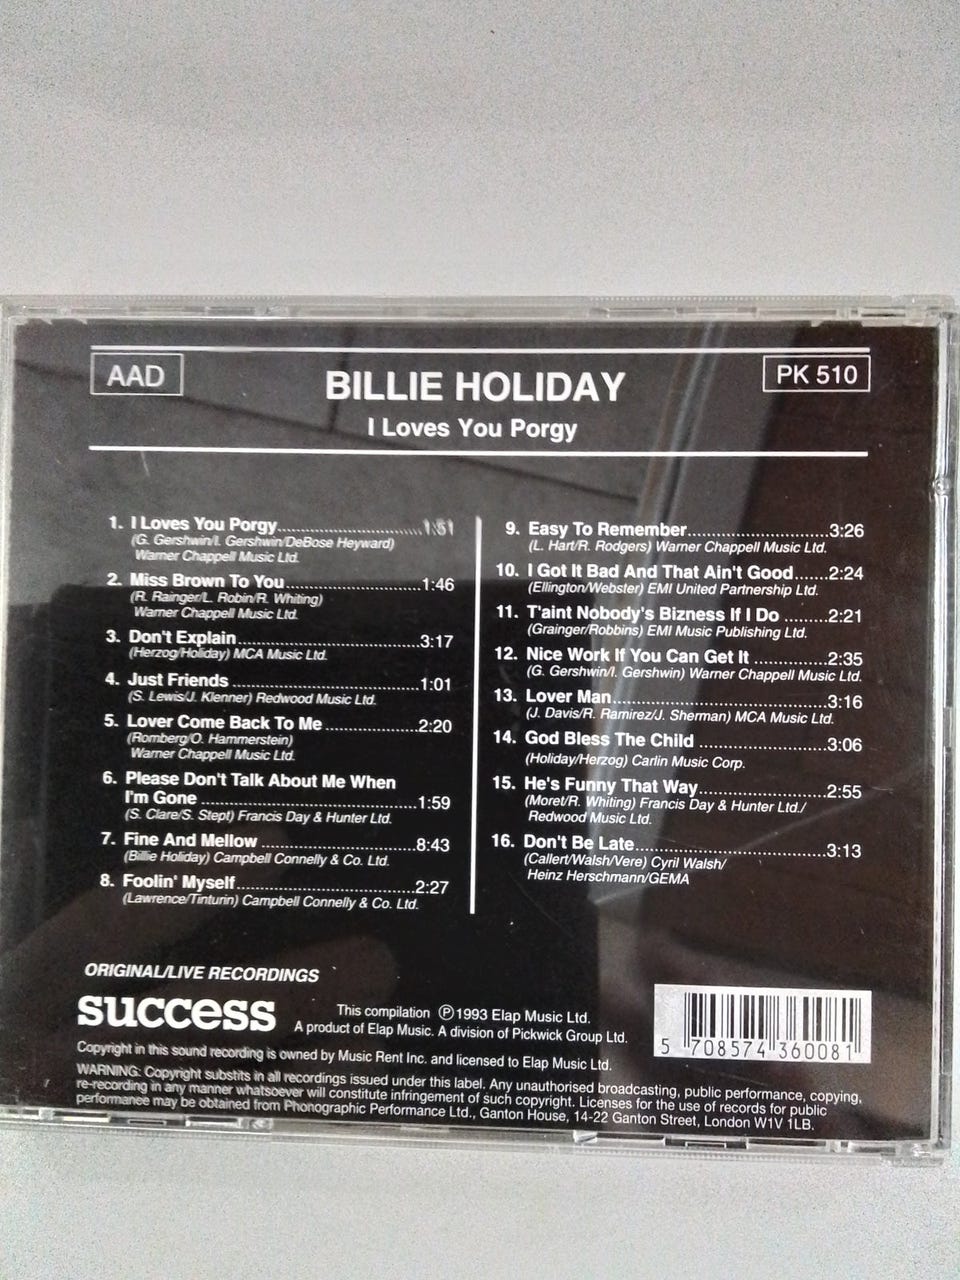 AAD
PK 510
BILLIE HOLIDAY
I Loves You Porgy
1. I Loves You Porgy........................1:51
(G. Gershwin/I. Gershwin/DeBose Heyward)
Warner Chappell Music Ltd.
2. Miss Brown To You.......................1:46
(R. Rainger/L. Robin/R. Whiting)
Warner Chappell Music Ltd.
3. Don't Explain...............................3:17
(Herzog/Holiday) MCA Music Ltd.
4. Just Friends................................1:01
(S. Lewis/J. Klenner) Redwood Music Ltd.
5. Lover Come Back To Me ................2:20
(Romberg/O. Hammerstein)
Warner Chappell Music Ltd.
6. Please Don't Talk About Me When
I'm Gone .....................................1:59
(S. Clare/S. Stept) Francis Day & Hunter Ltd.
7. Fine And Mellow ..........................8:43
(Billie Holiday) Campbell Connelly & Co. Ltd.
8. Foolin' Myself..............................2:27
(Lawrence/Tinturin) Campbell Connelly & Co. Ltd.
9. Easy To Remember........................3:26
(L. Hart/R. Rodgers) Warner Chappell Music Ltd.
10. I Got It Bad And That Ain't Good......2:24
(Ellington/Webster) EMI United Partnership Ltd.
11. T'aint Nobody's Bizness If I Do ........2:21
(Grainger/Robbins) EMI Music Publishing Ltd.
12. Nice Work If You Can Get It .............2:35
(G. Gershwin/I. Gershwin) Warner Chappell Music Ltd.
13. Lover Man.....................................3:16
(J. Davis/R. Ramirez/J. Sherman) MCA Music Ltd.
14. God Bless The Child ......................3:06
(Holiday/Herzog) Carlin Music Corp.
15. He's Funny That Way......................2:55
(Moret/R. Whiting) Francis Day & Hunter Ltd./
Redwood Music Ltd.
16. Don't Be Late.................................3:13
(Callert/Walsh/Vere) Cyril Walsh/
Heinz Herschmann/GEMA
ORIGINAL/LIVE RECORDINGS
success
This compilation Ⓟ1993 Elap Music Ltd.
A product of Elap Music. A division of Pickwick Group Ltd.
Copyright in this sound recording is owned by Music Rent Inc. and licensed to Elap Music Ltd.
WARNING: Copyright substits in all recordings issued under this label. Any unauthorised broadcasting, public performance, copying,
re-recording in any manner whatsoever will constitute infringement of such copyright. Licenses for the use of records for public
performance may be obtained from Phonographic Performance Ltd., Ganton House, 14-22 Ganton Street, London W1V 1LB.
5 708574 360081